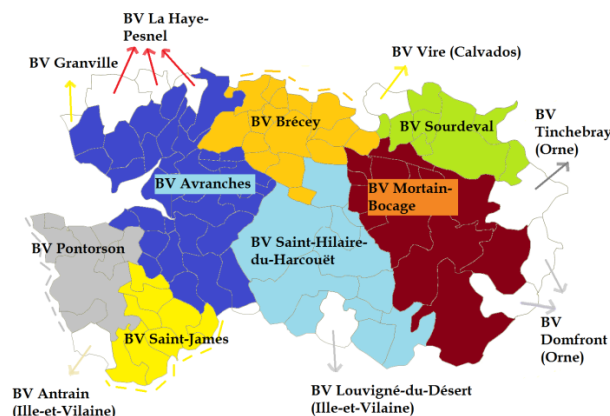 BV La Haye-
Pesnel
BV Granville
BV Vire (Calvados)
BV Brécey
BV Sourdeval
BV
Tinchebray
(Orne)
BV Avranches
BV Mortain-
Bocage
BV Pontorson
BV Saint-Hilaire-
du-Harcouët
BV Saint-James
BV
Domfront
(Orne)
BV Antrain
(Ille-et-Vilaine)
BV Louvigné-du-Désert
(Ille-et-Vilaine)